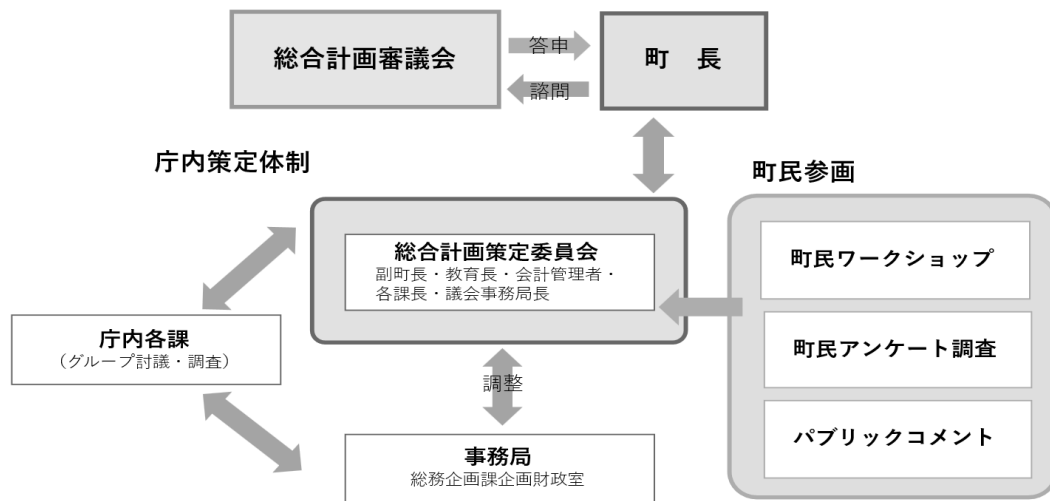 総合計画審議会
答申
諮問
町　長
庁内策定体制
町民参画
総合計画策定委員会
副町長・教育長・会計管理者・
各課長・議会事務局長
町民ワークショップ
町民アンケート調査
パブリックコメント
庁内各課
（グループ討議・調査）
調整
事務局
総務企画課企画財政室